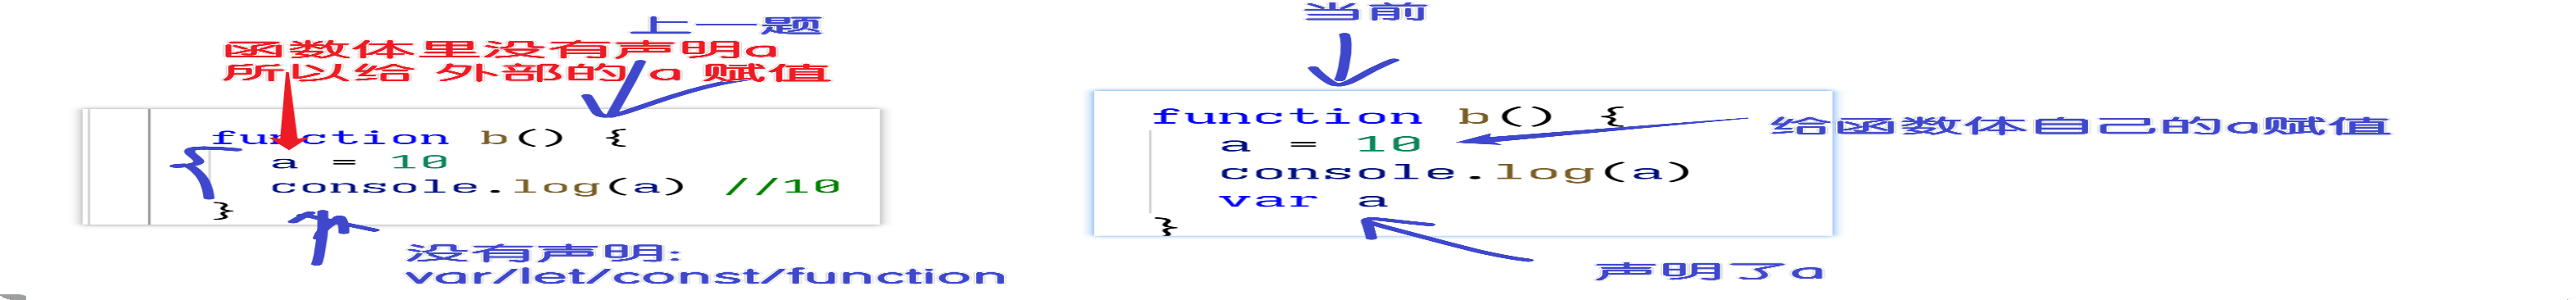 上一题
函数体里没有声明a
所以给 外部的 a 赋值
function b() {
a = 10
console.log(a) //10
}
没有声明:
var/let/const/function
当前
function b() {
a = 10
console.log(a)
var a
}
给函数体自己的a赋值
声明了a